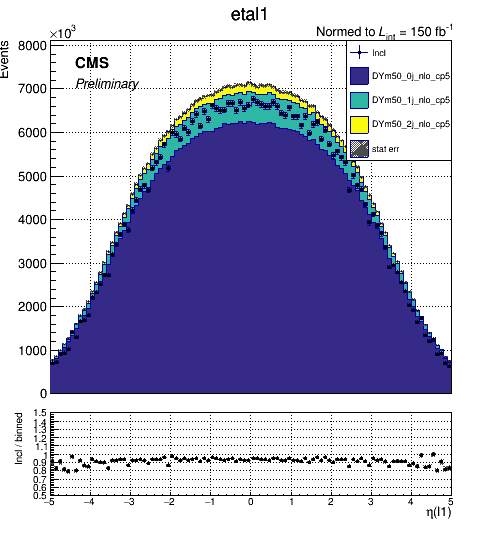 etal1
×10³
Normed to L_int = 150 fb⁻¹
Events
CMS
Preliminary
Incl
DYm50_0j_nlo_cp5
DYm50_1j_nlo_cp5
DYm50_2j_nlo_cp5
stat err
8000
7000
6000
5000
4000
3000
2000
1000
0
Incl / binned
1.5
1.4
1.3
1.2
1.1
1
0.9
0.8
0.7
0.6
0.5
−5 −4 −3 −2 −1 0 1 2 3 4 5
η(l1)